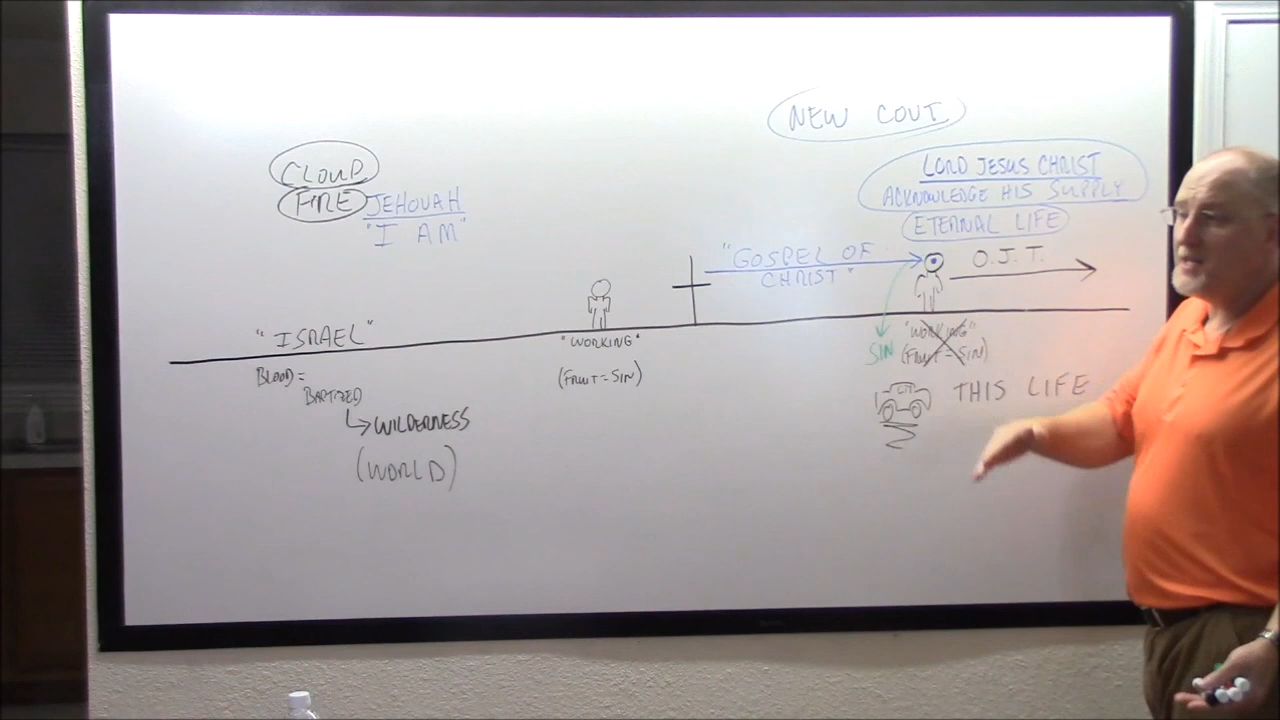 NEW COVT
CLOUD
FIRE
JEHOVAH
"I AM"
LORD JESUS CHRIST
ACKNOWLEDGE HIS SUPPLY
ETERNAL LIFE
"GOSPEL OF
CHRIST"
O.J.T.
"ISRAEL"
BLOOD =
BAPTIZED
WILDERNESS
(WORLD)
"WORKING"
(FRUIT = SIN)
SIN
"WORKING"
(FRUIT = SIN)
THIS LIFE